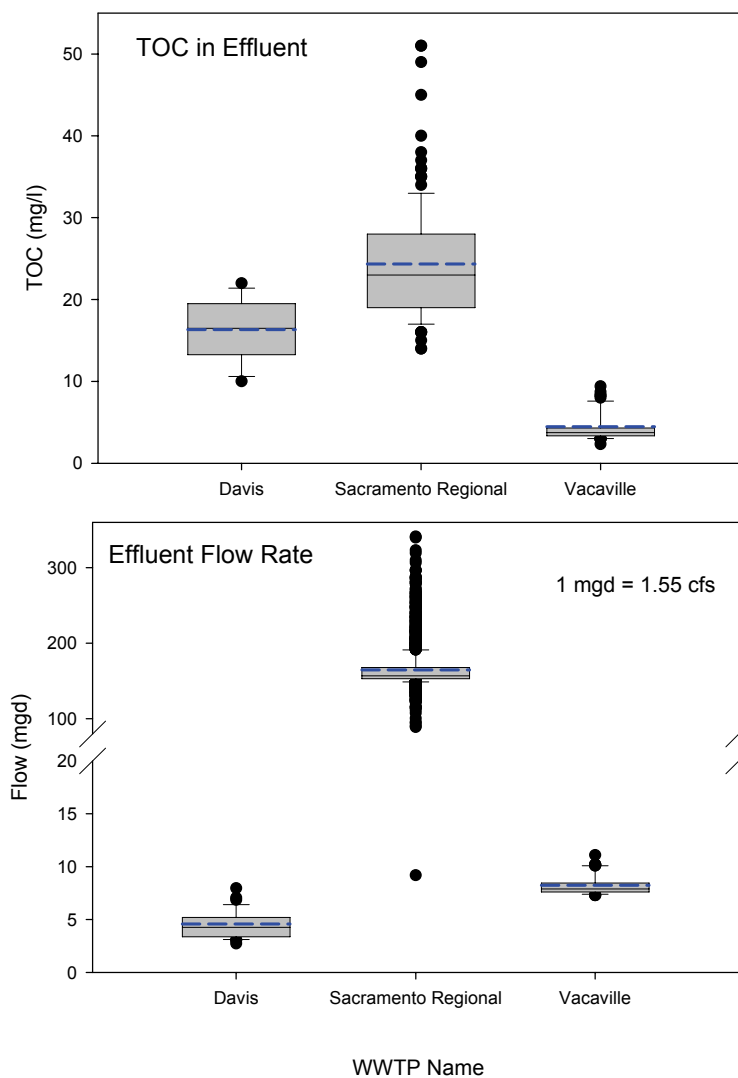 TOC in Effluent
TOC (mg/l)
50
40
30
20
10
0
Davis Sacramento Regional Vacaville
Effluent Flow Rate
1 mgd = 1.55 cfs
Flow (mgd)
300
200
100
20
15
10
5
0
Davis Sacramento Regional Vacaville
WWTP Name